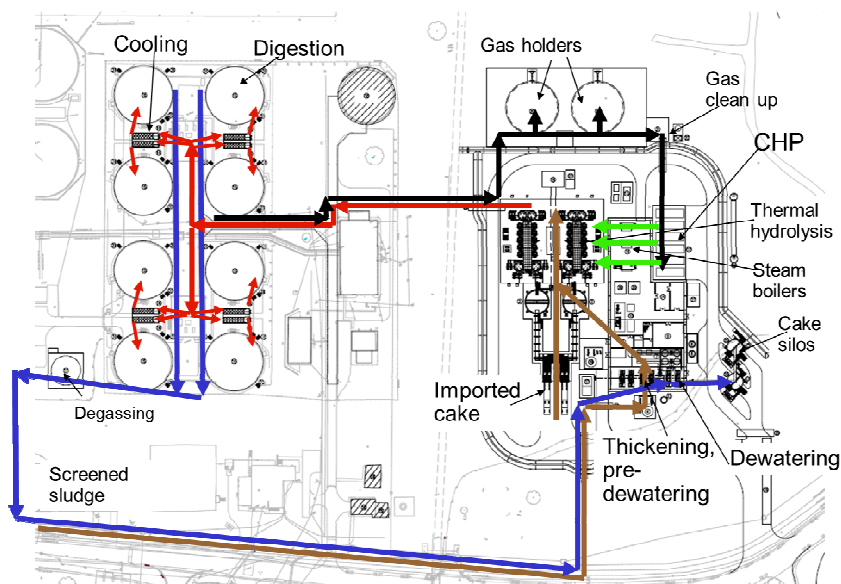 Cooling
Digestion
Gas holders
Gas
clean up
CHP
Thermal
hydrolysis
Steam
boilers
Cake
silos
Imported
cake
Degassing
Thickening,
pre-
dewatering
Dewatering
Screened
sludge